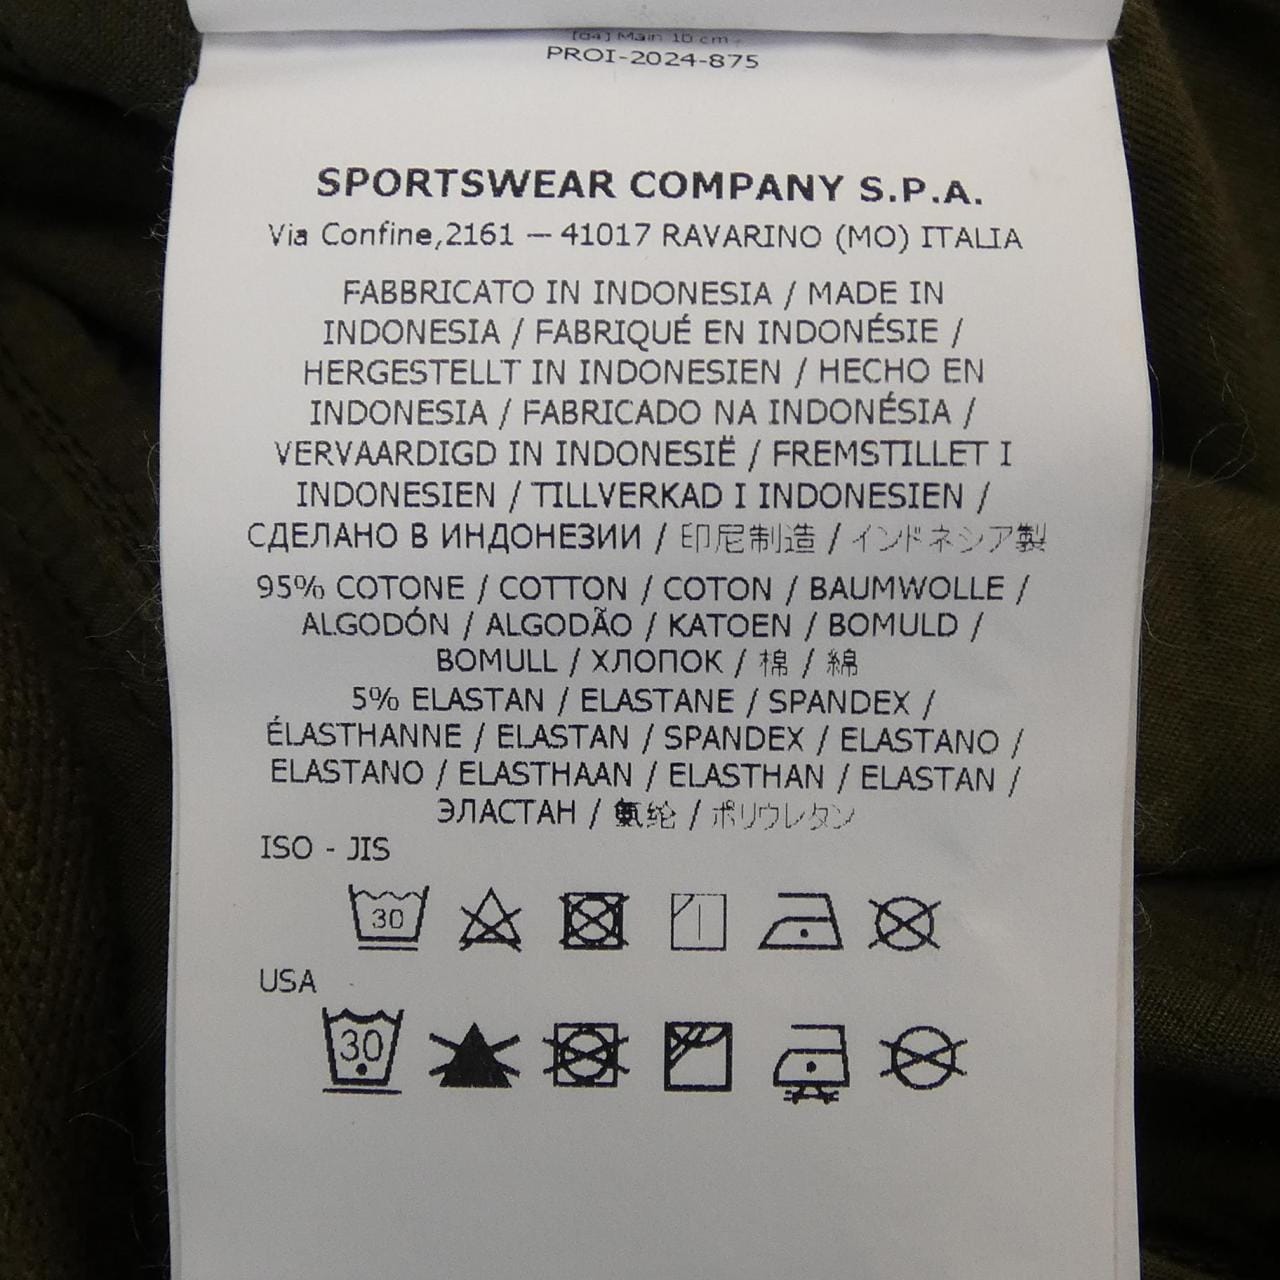 [d4] Main 10 cm
PROI-2024-875
SPORTSWEAR COMPANY S.P.A.
Via Confine,2161 — 41017 RAVARINO (MO) ITALIA
FABBRICATO IN INDONESIA / MADE IN
INDONESIA / FABRIQUÉ EN INDONÉSIE /
HERGESTELLT IN INDONESIEN / HECHO EN
INDONESIA / FABRICADO NA INDONÉSIA /
VERVAARDIGD IN INDONESIË / FREMSTILLET I
INDONESIEN / TILLVERKAD I INDONESIEN /
СДЕЛАНО В ИНДОНЕЗИИ / 印尼制造 / インドネシア製
95% COTONE / COTTON / COTON / BAUMWOLLE /
ALGODÓN / ALGODÃO / KATOEN / BOMULD /
BOMULL / ХЛОПОК / 棉 / 綿
5% ELASTAN / ELASTANE / SPANDEX /
ÉLASTHANNE / ELASTAN / SPANDEX / ELASTANO /
ELASTANO / ELASTHAAN / ELASTHAN / ELASTAN /
ЭЛАСТАН / 氨纶 / ポリウレタン
ISO - JIS
30
USA
30